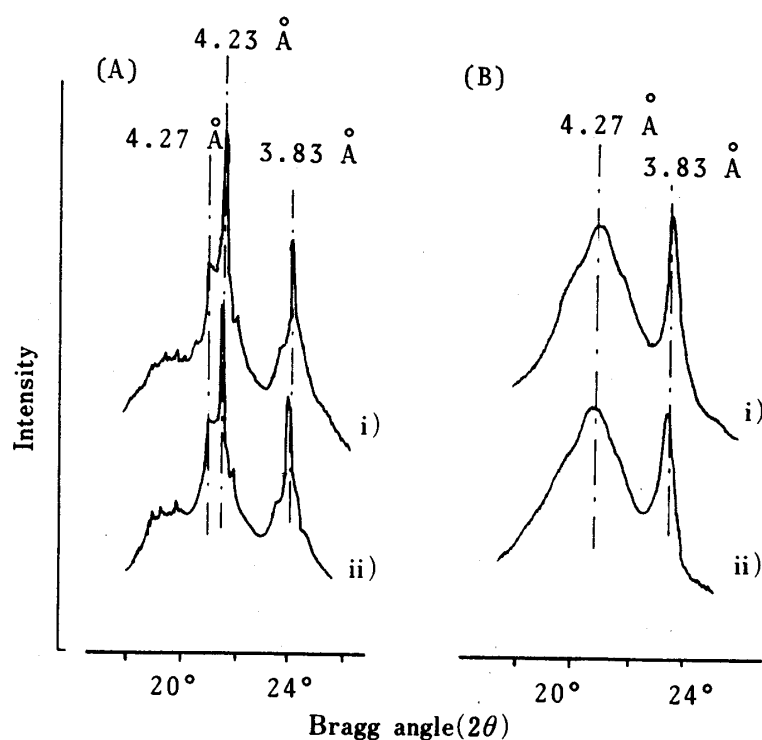 (A)
4.23 Å
4.27 Å
3.83 Å
i)
ii)
(B)
4.27 Å
3.83 Å
i)
ii)
Intensity
20° 24°
20° 24°
Bragg angle(2θ)